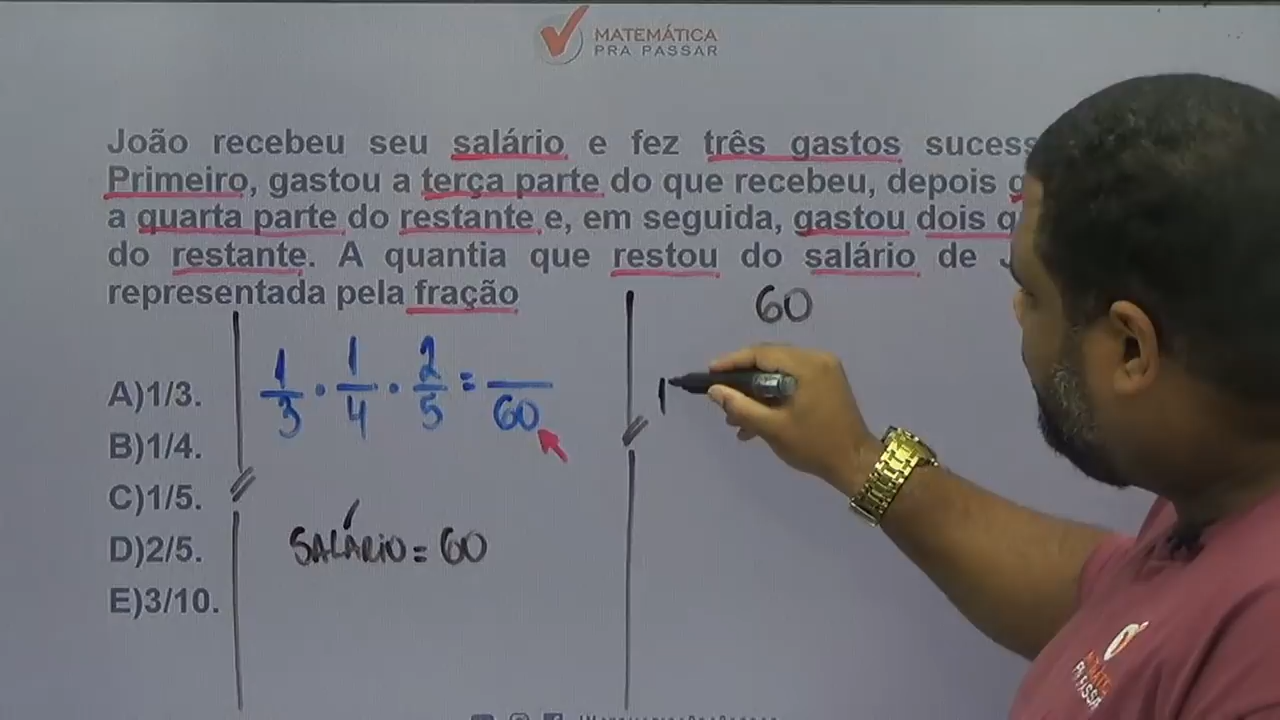 MATEMÁTICA
PRA PASSAR
João recebeu seu salário e fez três gastos
Primeiro, gastou a terça parte do que recebeu, depois
a quarta parte do restante e, em seguida, gastou dois
do restante. A quantia que restou do salário de
representada pela fração
60
A)1/3.
B)1/4.
C)1/5.
D)2/5.
E)3/10.
1/3 · 1/4 · 2/5 = /60
SALÁRIO = 60